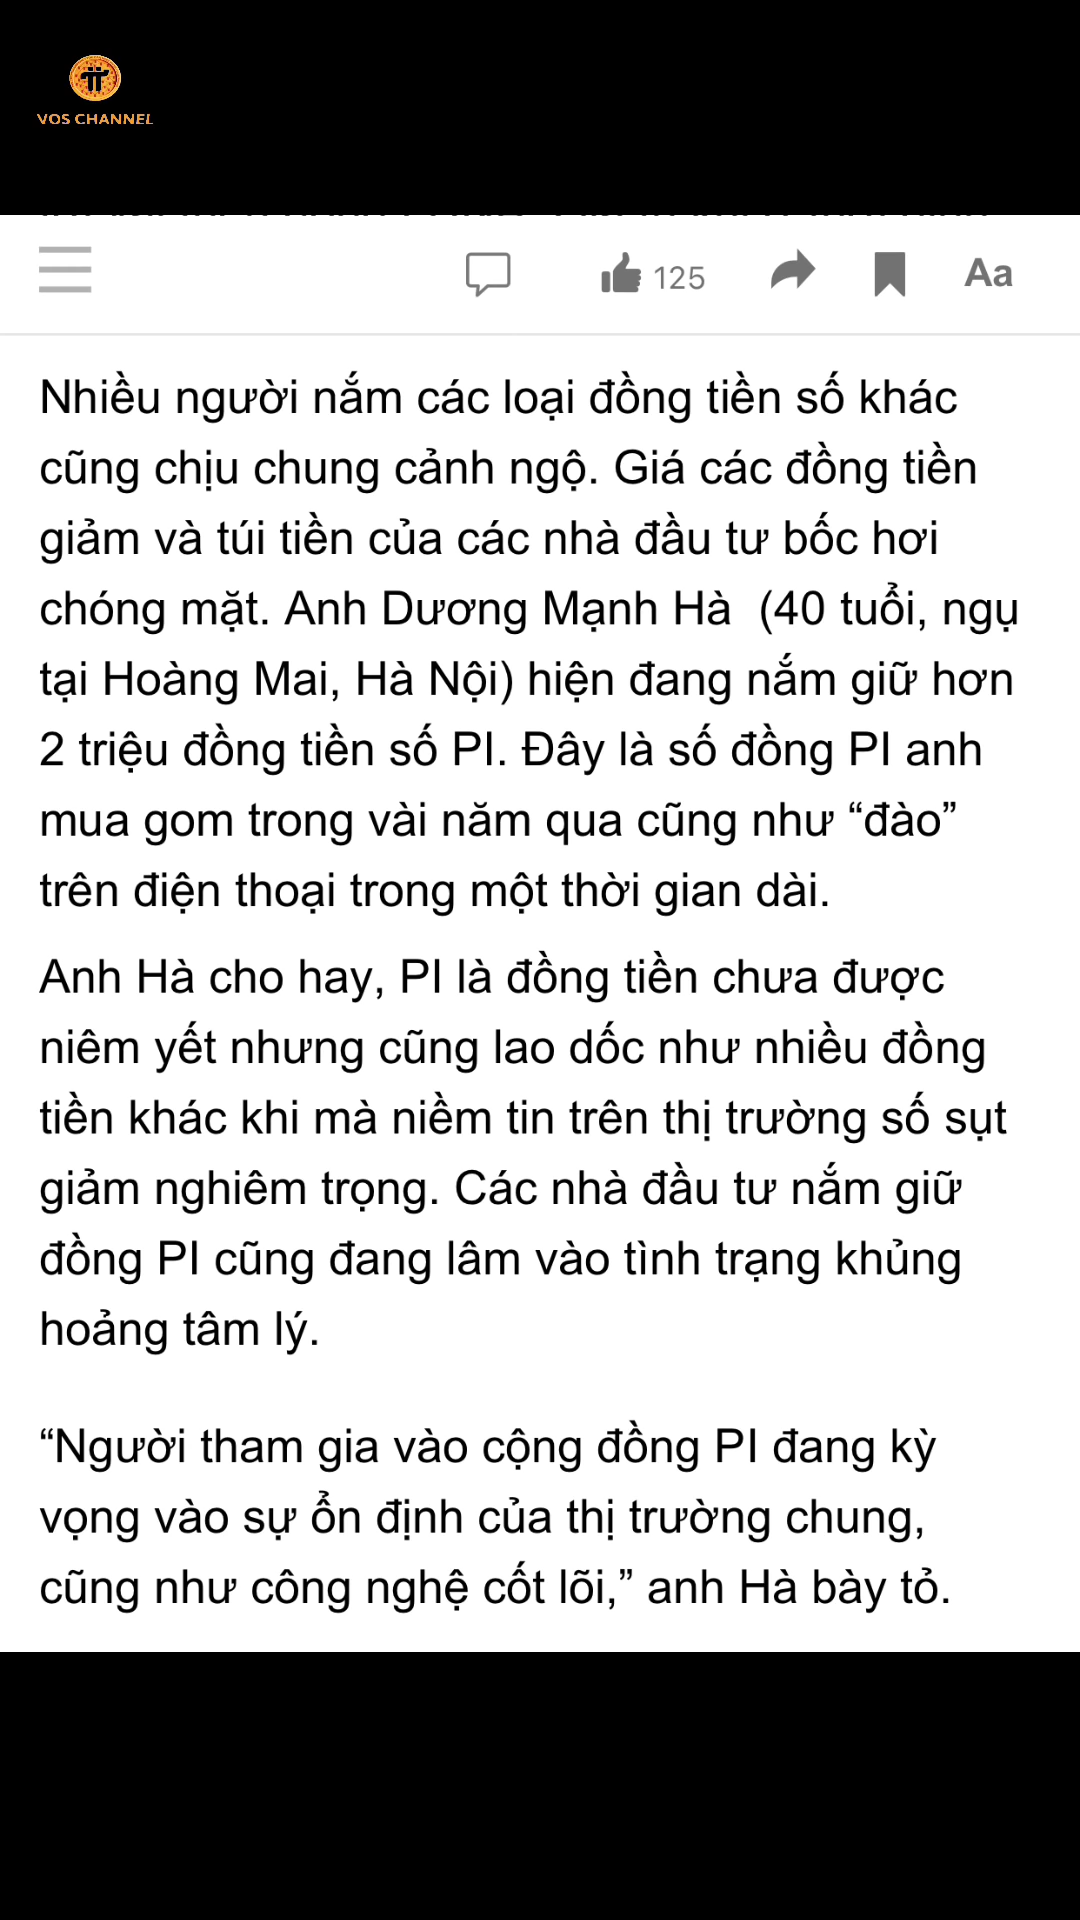 VOS CHANNEL
125
Aa
Nhiều người nắm các loại đồng tiền số khác
cũng chịu chung cảnh ngộ. Giá các đồng tiền
giảm và túi tiền của các nhà đầu tư bốc hơi
chóng mặt. Anh Dương Mạnh Hà  (40 tuổi, ngụ
tại Hoàng Mai, Hà Nội) hiện đang nắm giữ hơn
2 triệu đồng tiền số PI. Đây là số đồng PI anh
mua gom trong vài năm qua cũng như “đào”
trên điện thoại trong một thời gian dài.
Anh Hà cho hay, PI là đồng tiền chưa được
niêm yết nhưng cũng lao dốc như nhiều đồng
tiền khác khi mà niềm tin trên thị trường số sụt
giảm nghiêm trọng. Các nhà đầu tư nắm giữ
đồng PI cũng đang lâm vào tình trạng khủng
hoảng tâm lý.
“Người tham gia vào cộng đồng PI đang kỳ
vọng vào sự ổn định của thị trường chung,
cũng như công nghệ cốt lõi,” anh Hà bày tỏ.